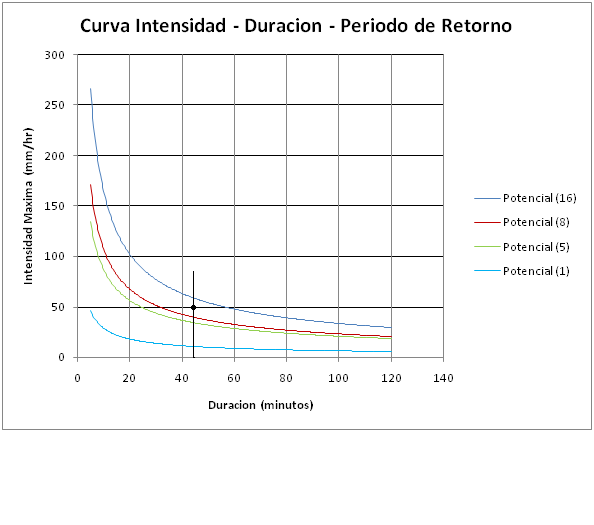 Curva Intensidad - Duracion - Periodo de Retorno
Intensidad Maxima (mm/hr)
300
250
200
150
100
50
0
0 20 40 60 80 100 120 140
Duracion (minutos)
Potencial (16)
Potencial (8)
Potencial (5)
Potencial (1)